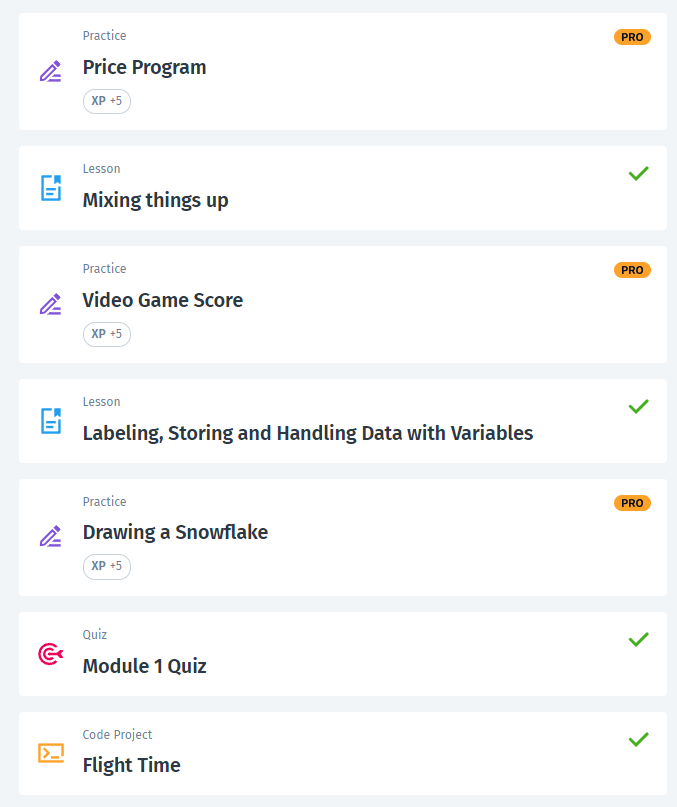 Practice
PRO
Price Program
XP +5
Lesson
Mixing things up
Practice
PRO
Video Game Score
XP +5
Lesson
Labeling, Storing and Handling Data with Variables
Practice
PRO
Drawing a Snowflake
XP +5
Quiz
Module 1 Quiz
Code Project
Flight Time